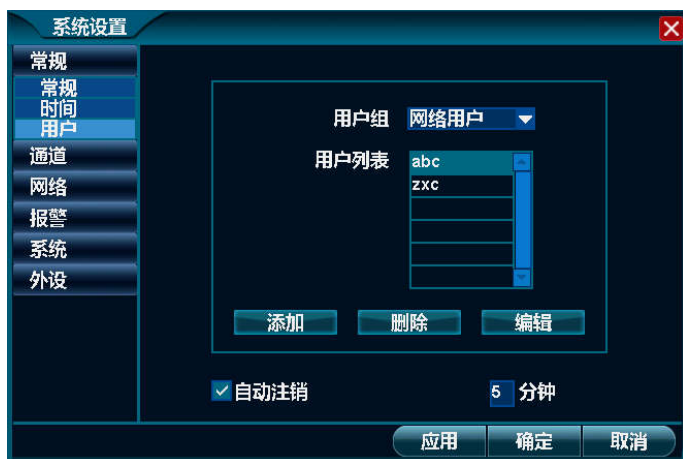 系统设置
常规
常规
时间
用户
通道
网络
报警
系统
外设
用户组 网络用户
用户列表 abc
zxc
添加 删除 编辑
自动注销 5 分钟
应用 确定 取消